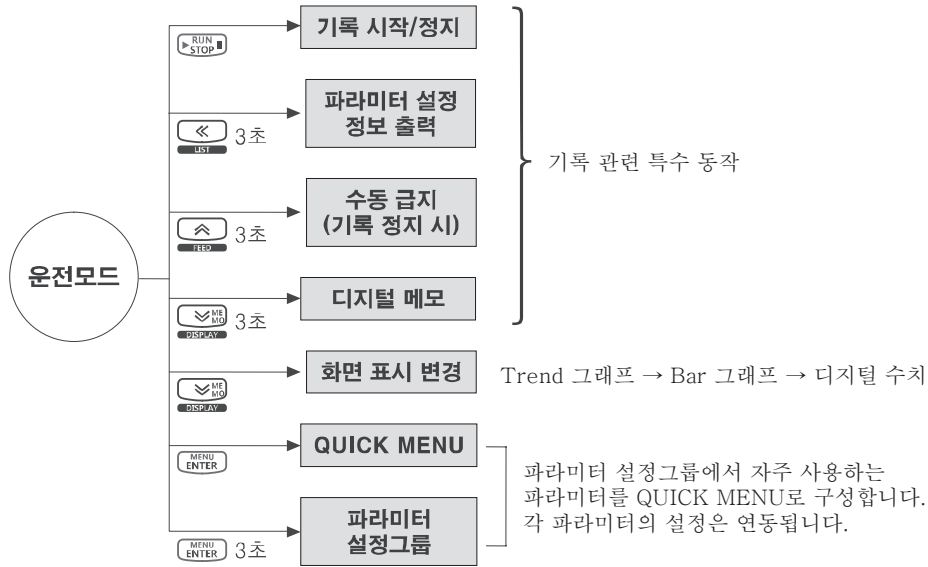 운전모드
RUN
STOP
기록 시작/정지
LIST
3초
파라미터 설정
정보 출력
FEED
3초
수동 급지
(기록 정지 시)
ME
MO
DISPLAY
3초
디지털 메모
기록 관련 특수 동작
ME
MO
DISPLAY
화면 표시 변경
Trend 그래프 → Bar 그래프 → 디지털 수치
MENU
ENTER
QUICK MENU
MENU
ENTER
3초
파라미터
설정그룹
파라미터 설정그룹에서 자주 사용하는
파라미터를 QUICK MENU로 구성합니다.
각 파라미터의 설정은 연동됩니다.